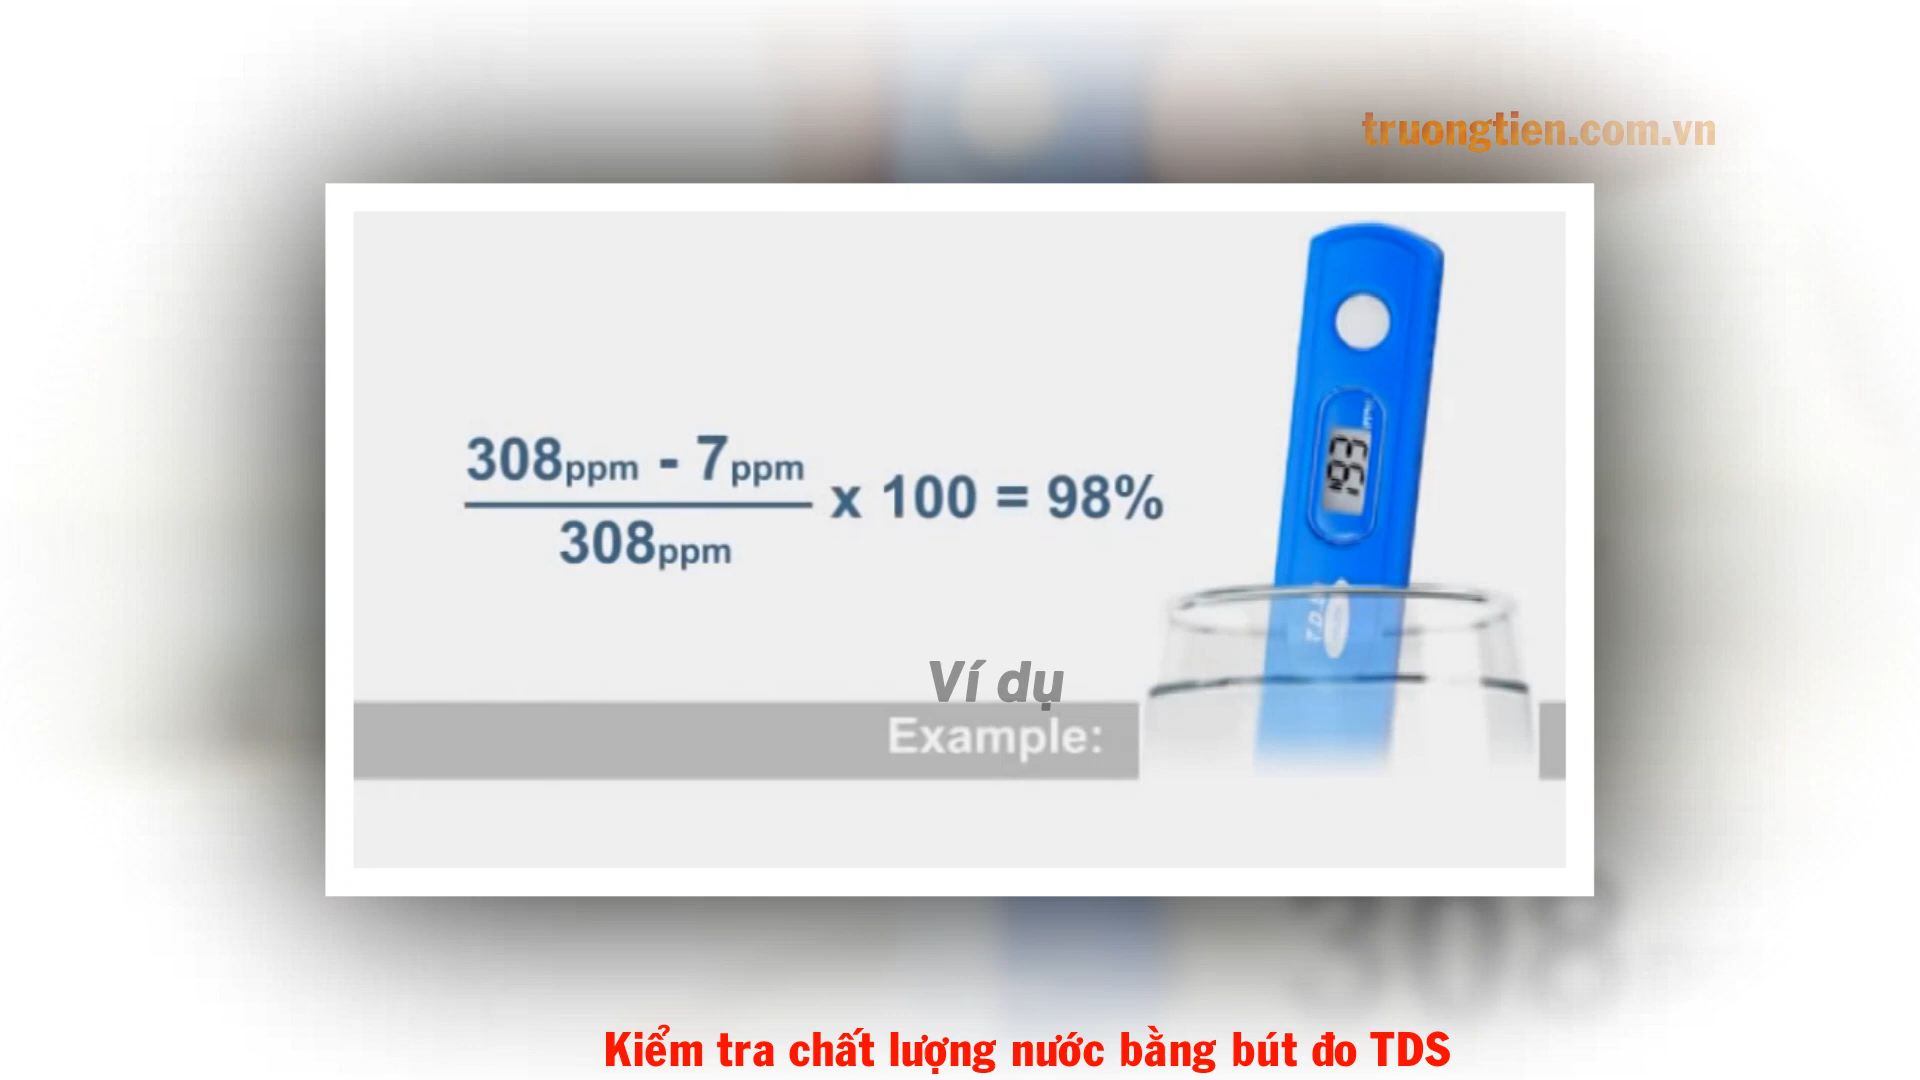 truongtien.com.vn
308ppm - 7ppm
308ppm
x 100 = 98%
193
Ví dụ
Example:
Kiểm tra chất lượng nước bằng bút đo TDS